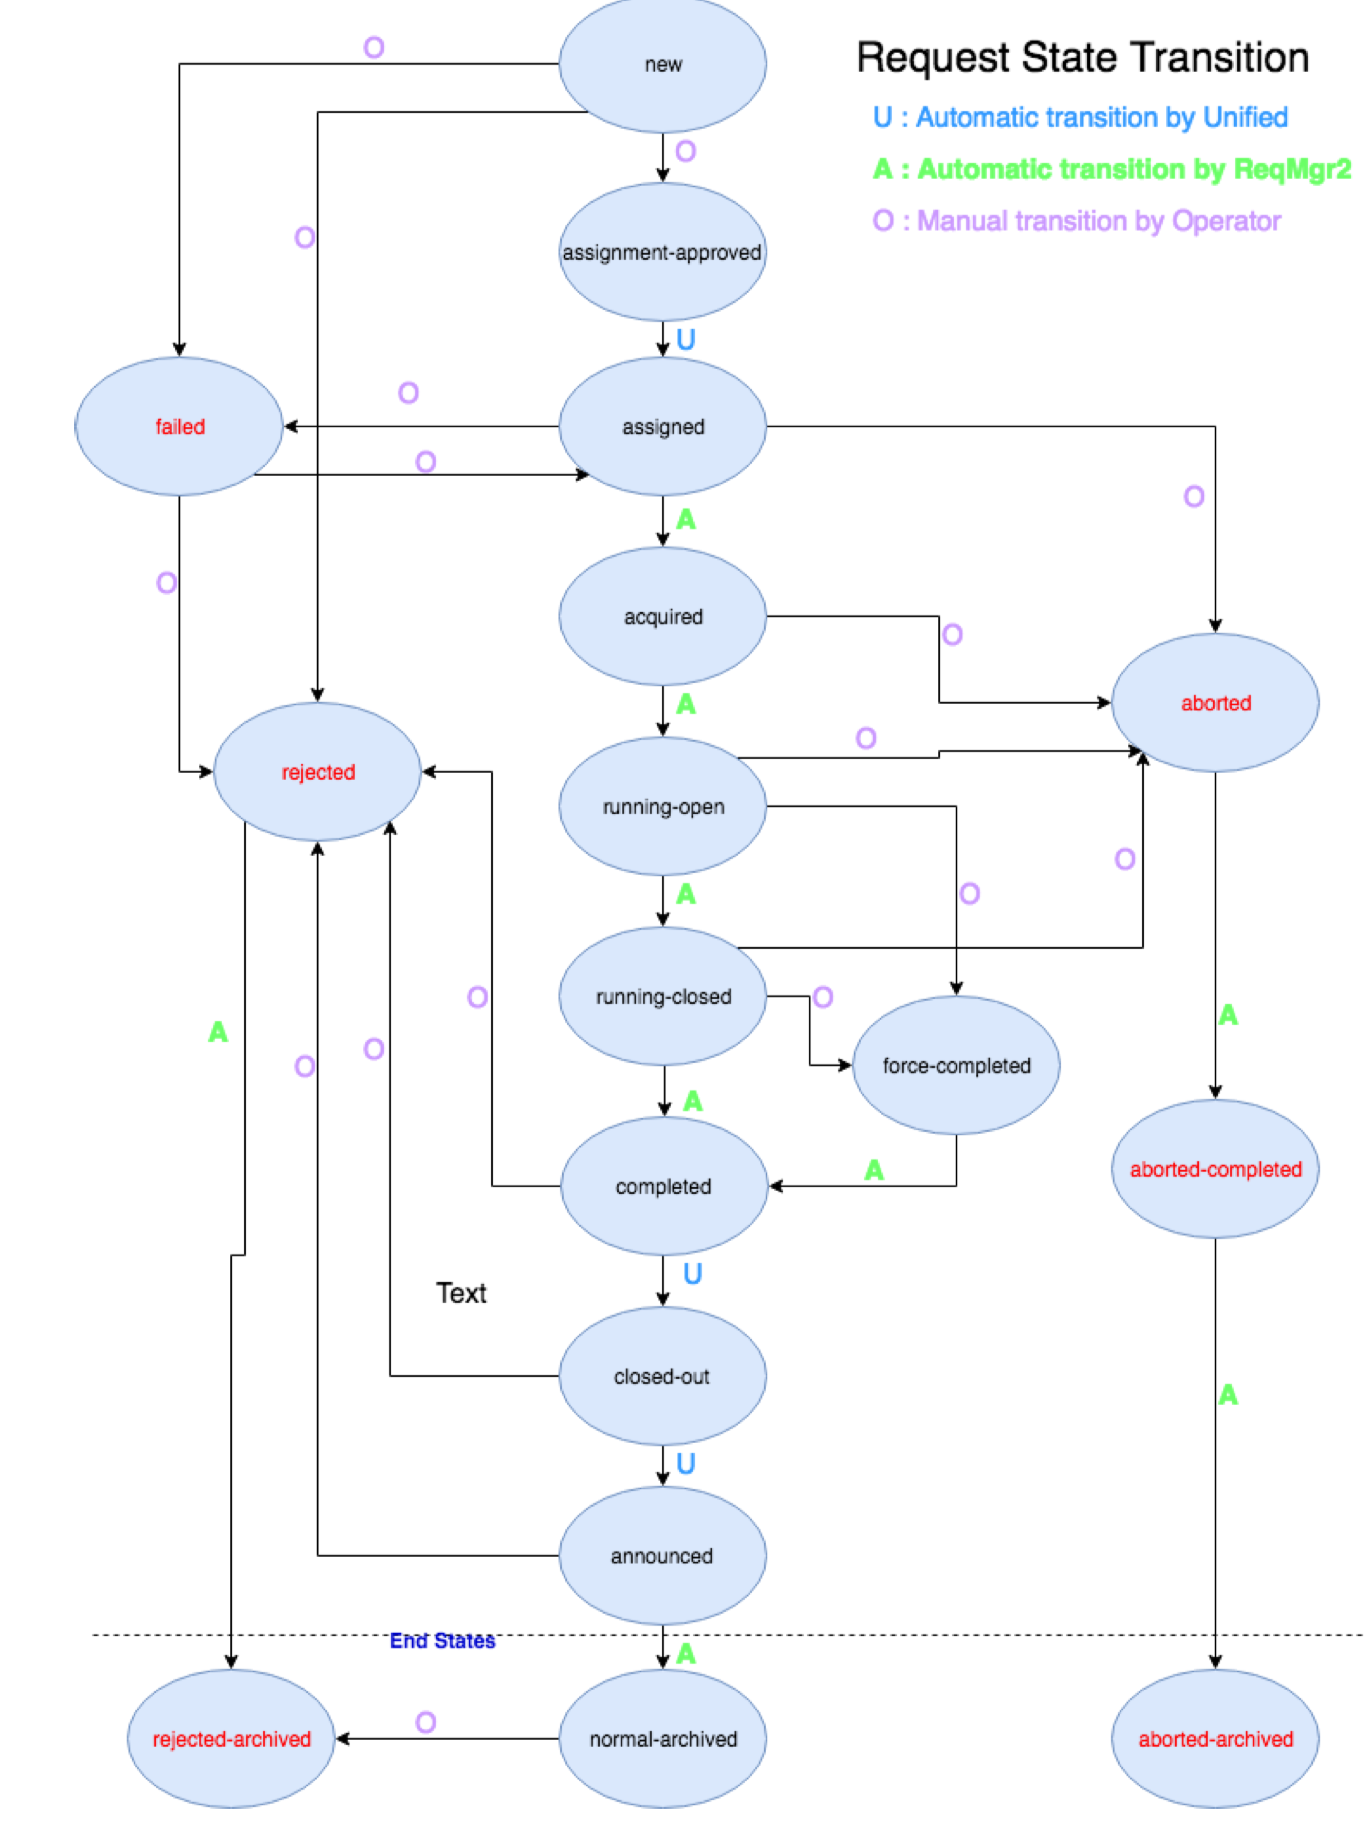 O
new
Request State Transition
U : Automatic transition by Unified
A : Automatic transition by ReqMgr2
O : Manual transition by Operator
O
O
assignment-approved
U
O
failed
assigned
O
O
A
O
acquired
O
A
aborted
O
rejected
running-open
O
A
O
running-closed
O
O
A
A
O
O
force-completed
A
completed
A
aborted-completed
U
Text
closed-out
A
U
announced
End States
A
O
rejected-archived
normal-archived
aborted-archived